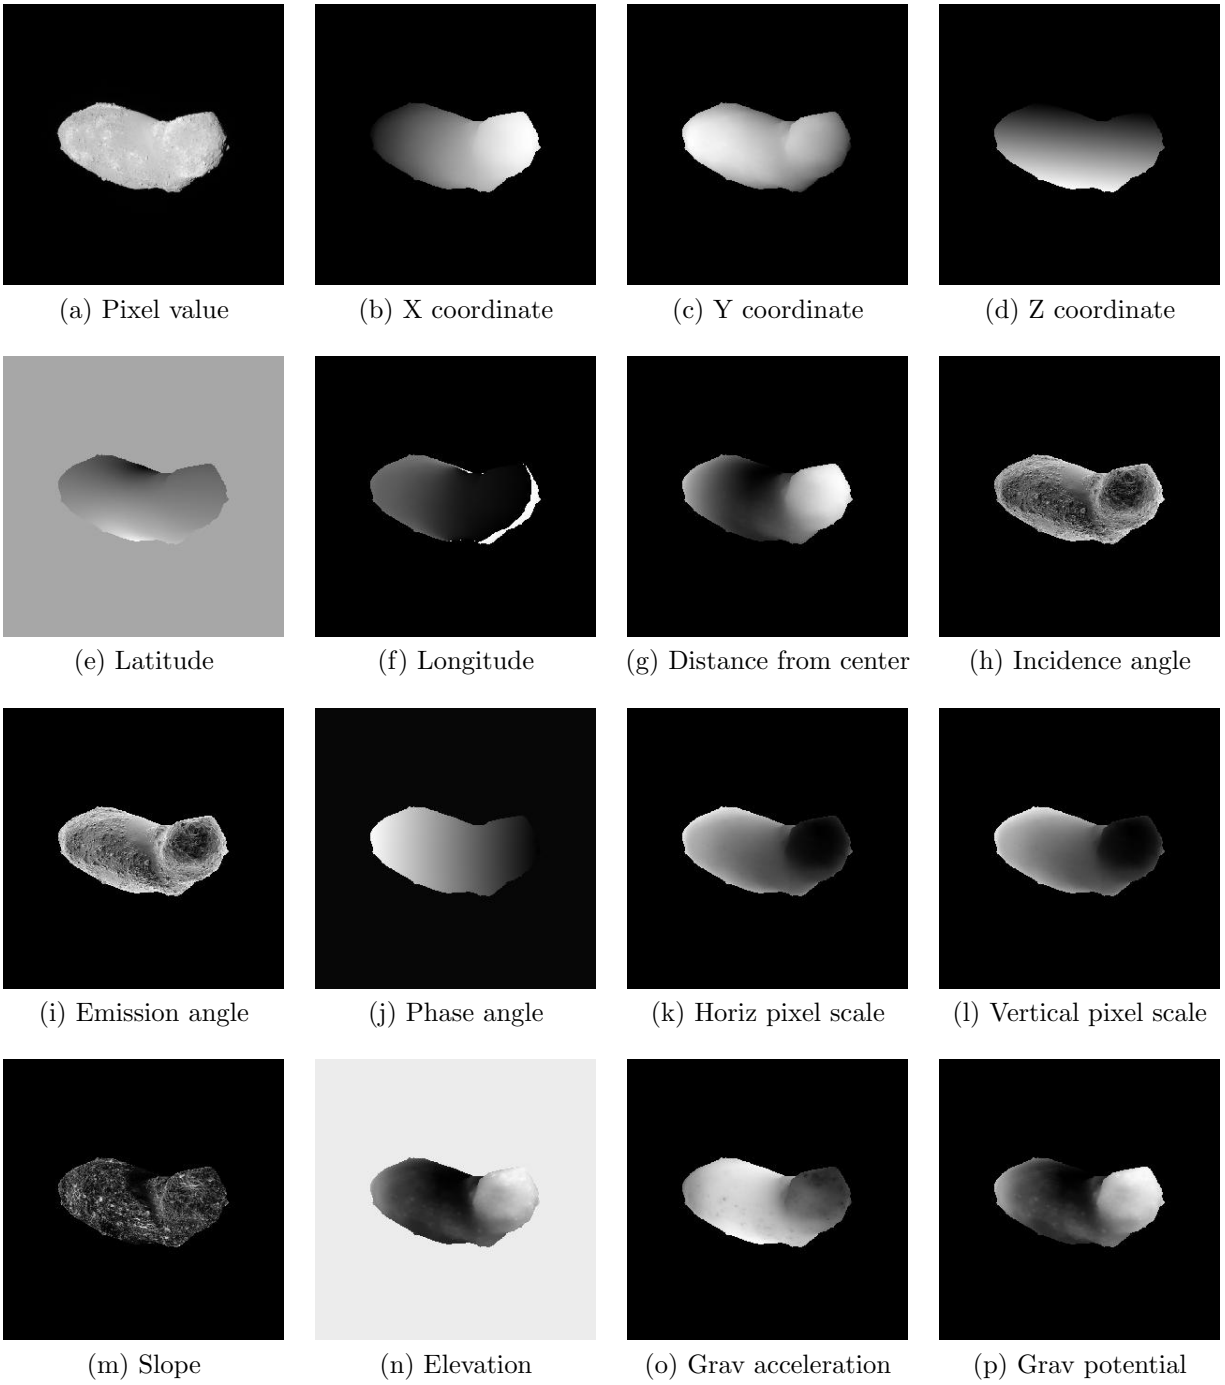 (a) Pixel value
(b) X coordinate
(c) Y coordinate
(d) Z coordinate
(e) Latitude
(f) Longitude
(g) Distance from center
(h) Incidence angle
(i) Emission angle
(j) Phase angle
(k) Horiz pixel scale
(l) Vertical pixel scale
(m) Slope
(n) Elevation
(o) Grav acceleration
(p) Grav potential